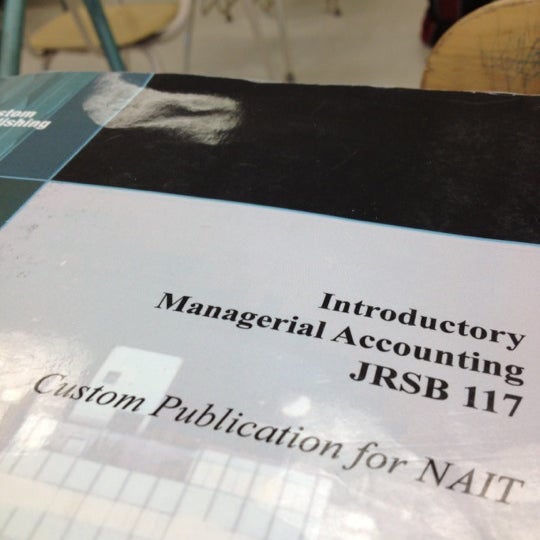 Introductory
Managerial Accounting
JRSB 117
Custom Publication for NAIT